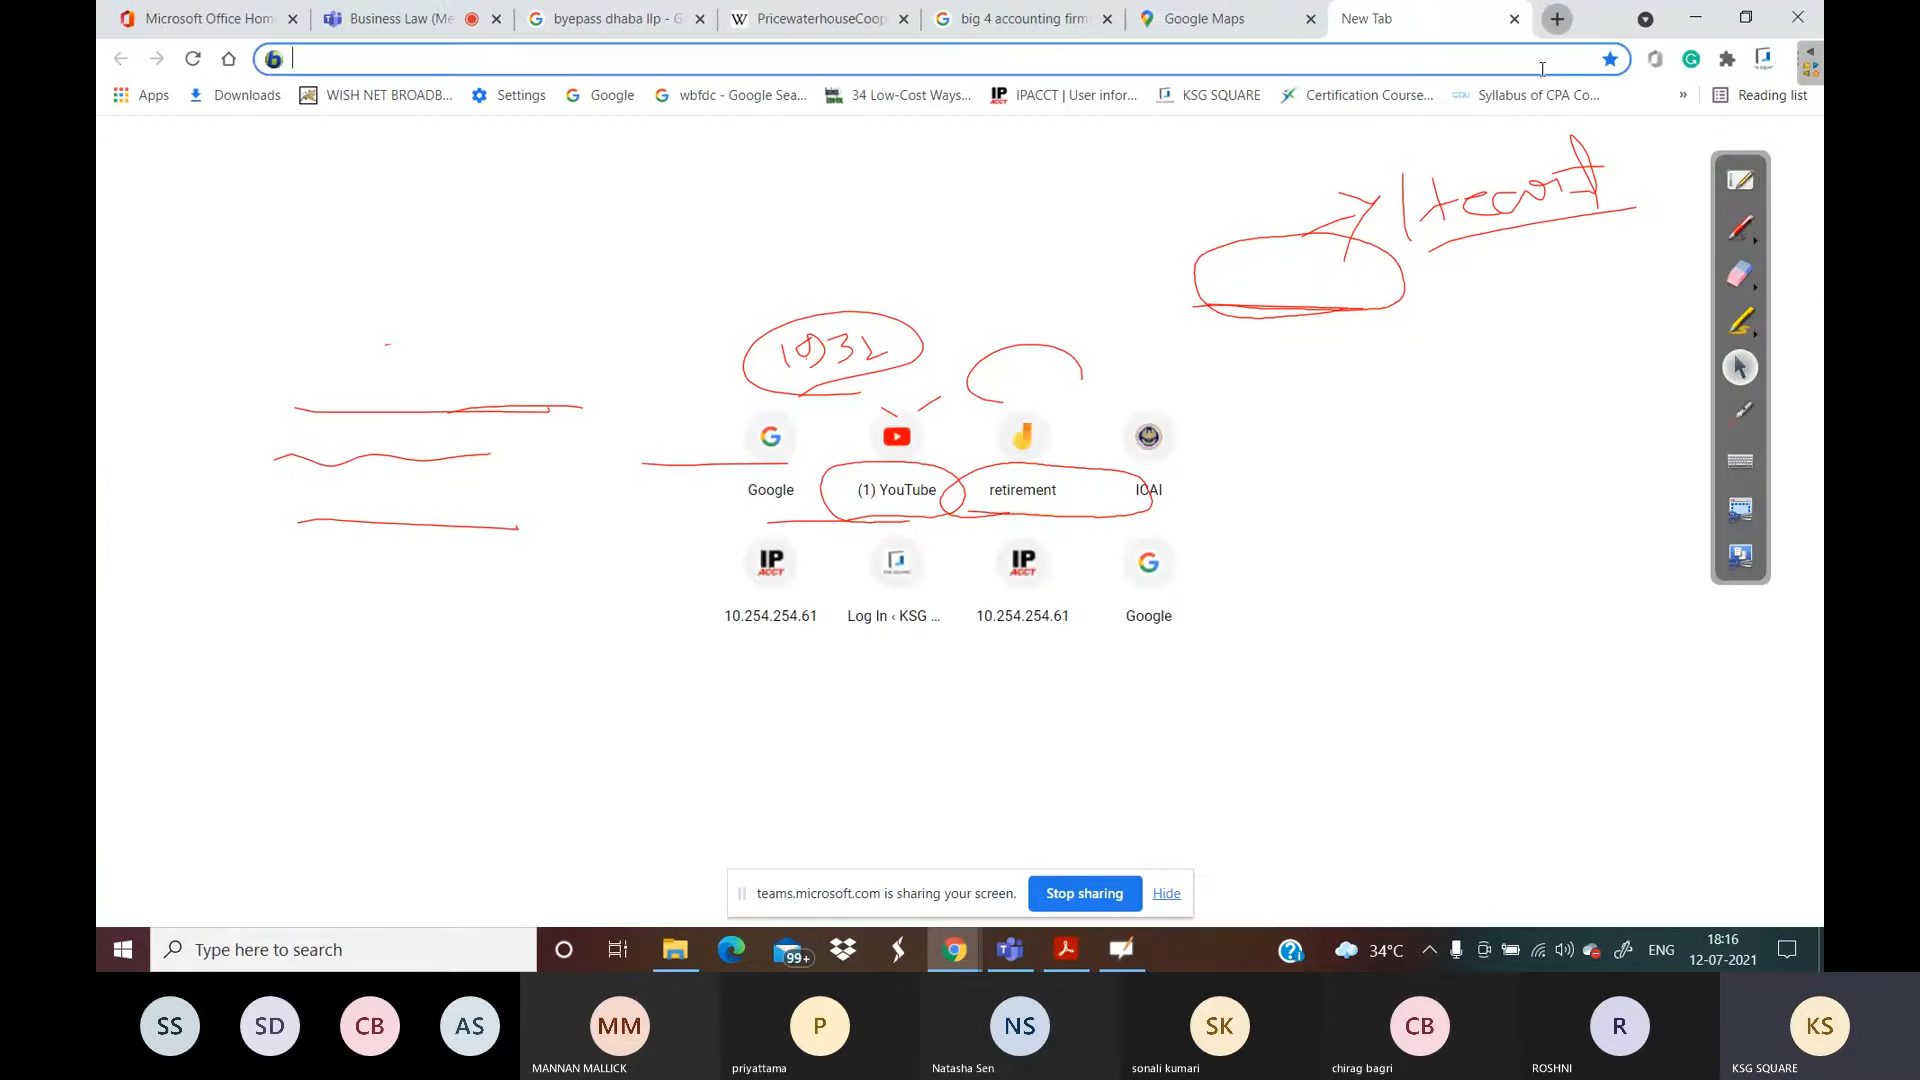 Microsoft Office Hom
Business Law (Me
byepass dhaba llp - G
PricewaterhouseCoop
big 4 accounting firm
Google Maps
New Tab
Apps
Downloads
WISH NET BROADB...
Settings
Google
wbfdc - Google Sea...
34 Low-Cost Ways...
IPACCT | User infor...
KSG SQUARE
Certification Course...
Syllabus of CPA Co...
»
Reading list
1932
Google
(1) YouTube
retirement
ICAI
IP ACCT
IP ACCT
10.254.254.61
Log In ‹ KSG ...
10.254.254.61
Google
teams.microsoft.com is sharing your screen.
Stop sharing
Hide
Type here to search
99+
34°C
ENG
18:16
12-07-2021
SS
SD
CB
AS
MM
P
NS
SK
CB
R
KS
MANNAN MALLICK
priyattama
Natasha Sen
sonali kumari
chirag bagri
ROSHNI
KSG SQUARE